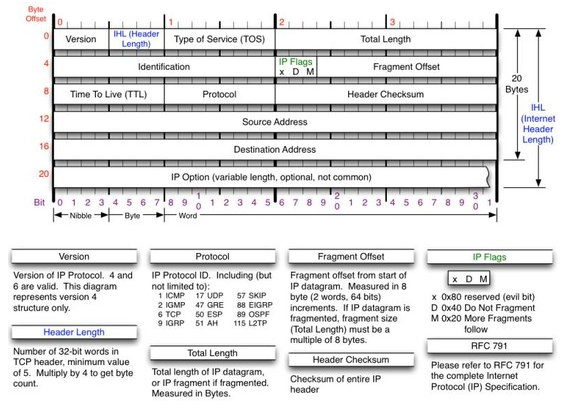 Byte
Offset
0 1 2 3
0 Version IHL (Header Length) Type of Service (TOS) Total Length
4 Identification IP Flags x D M Fragment Offset
8 Time To Live (TTL) Protocol Header Checksum
12 Source Address
16 Destination Address
20 IP Option (variable length, optional, not common)
20
Bytes
IHL
(Internet
Header
Length)
Bit 0 1 2 3 4 5 6 7 8 9 10 1 2 3 4 5 6 7 8 9 20 1 2 3 4 5 6 7 8 9 30 1
Nibble Byte Word
Version
Version of IP Protocol. 4 and
6 are valid. This diagram
represents version 4
structure only.
Header Length
Number of 32-bit words in
TCP header, minimum value
of 5. Multiply by 4 to get byte
count.
Protocol
IP Protocol ID. Including (but
not limited to):
1 ICMP 17 UDP 57 SKIP
2 IGMP 47 GRE 88 EIGRP
6 TCP 50 ESP 89 OSPF
9 IGRP 51 AH 115 L2TP
Total Length
Total length of IP datagram,
or IP fragment if fragmented.
Measured in Bytes.
Fragment Offset
Fragment offset from start of
IP datagram. Measured in 8
byte (2 words, 64 bits)
increments. If IP datagram is
fragmented, fragment size
(Total Length) must be a
multiple of 8 bytes.
Header Checksum
Checksum of entire IP
header
IP Flags
x D M
x 0x80 reserved (evil bit)
D 0x40 Do Not Fragment
M 0x20 More Fragments
follow
RFC 791
Please refer to RFC 791 for
the complete Internet
Protocol (IP) Specification.